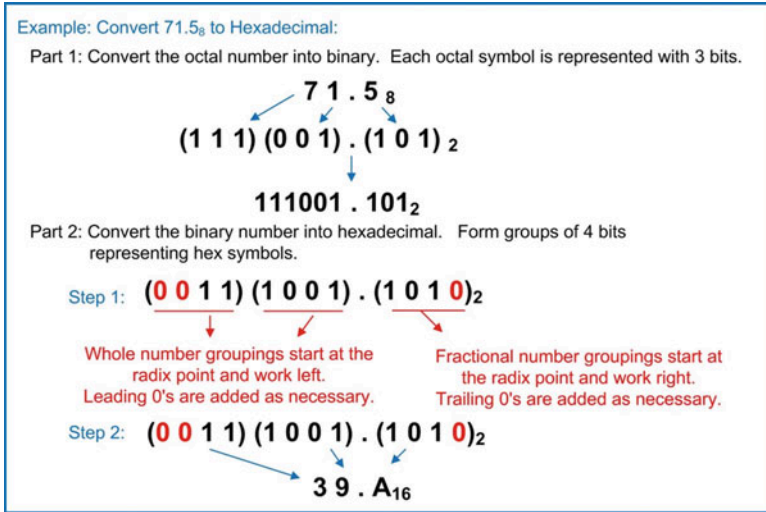 Example: Convert 71.5₈ to Hexadecimal:
Part 1: Convert the octal number into binary. Each octal symbol is represented with 3 bits.
7 1 . 5 ₈
(1 1 1) (0 0 1) . (1 0 1) ₂
111001 . 101₂
Part 2: Convert the binary number into hexadecimal. Form groups of 4 bits
representing hex symbols.
Step 1: (0 0 1 1) (1 0 0 1) . (1 0 1 0)₂
Whole number groupings start at the
radix point and work left.
Leading 0's are added as necessary.
Fractional number groupings start at
the radix point and work right.
Trailing 0's are added as necessary.
Step 2: (0 0 1 1) (1 0 0 1) . (1 0 1 0)₂
3 9 . A₁₆